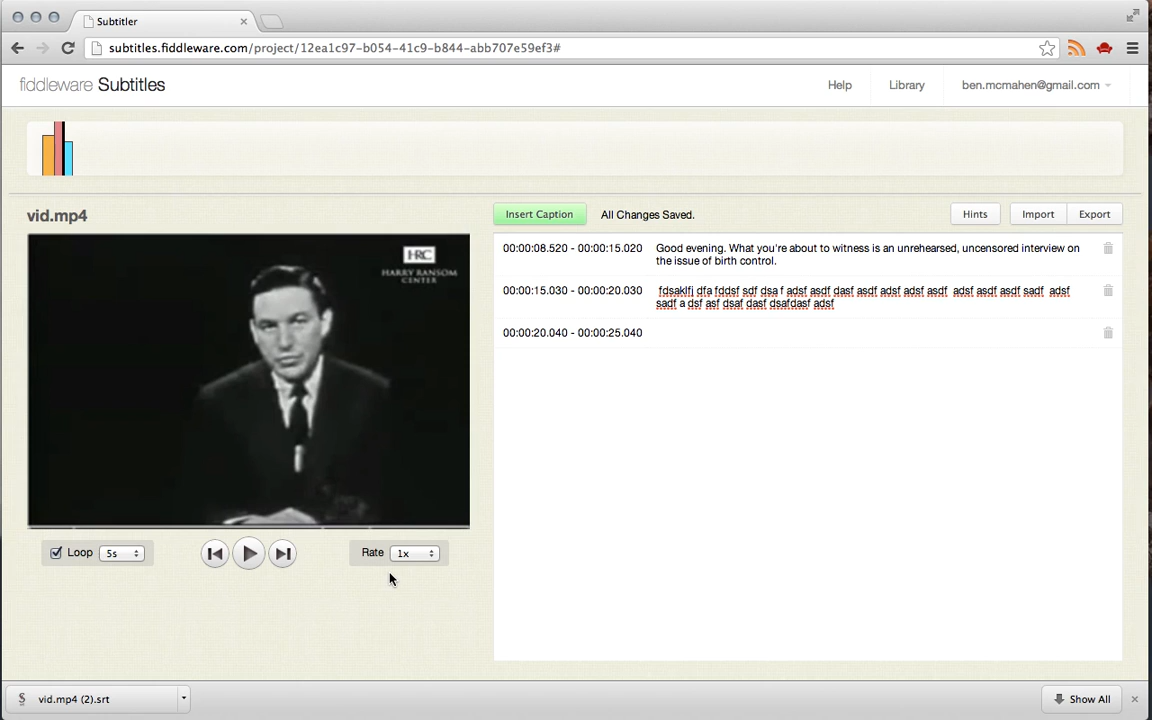 Subtitler
subtitles.fiddleware.com/project/12ea1c97-b054-41c9-b844-abb707e59ef3#
fiddleware Subtitles
Help
Library
ben.mcmahen@gmail.com
vid.mp4
Insert Caption
All Changes Saved.
Hints
Import
Export
HRC
HARRY RANSOM
CENTER
00:00:08.520 - 00:00:15.020
Good evening. What you're about to witness is an unrehearsed, uncensored interview on
the issue of birth control.
00:00:15.030 - 00:00:20.030
fdsaklfi dfa fddsf sdf dsa f adsf asdf dasf asdf adsf adsf asdf adsf asdf asdf sadf adsf
sadf a dsf asf dsaf dasf dsafdasf adsf
00:00:20.040 - 00:00:25.040
Loop
5s
Rate
1x
vid.mp4 (2).srt
Show All